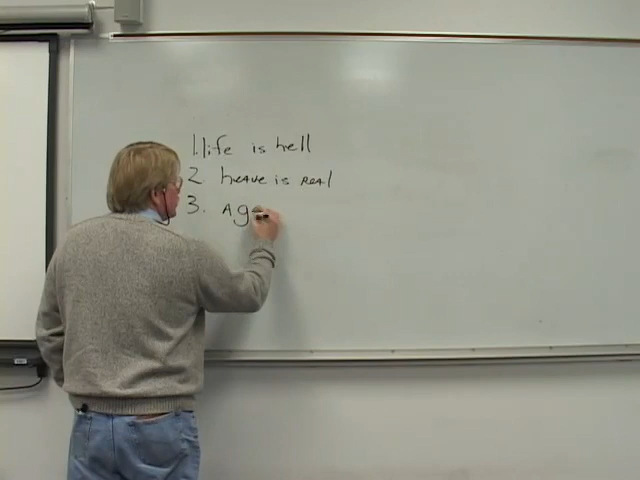 1. life is hell
2 heave is real
3. Ag